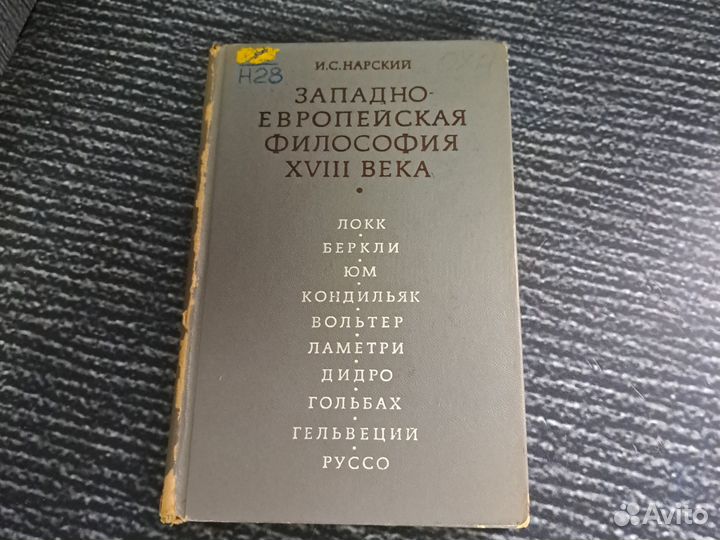 Н28
И.С.НАРСКИЙ
ЗАПАДНО-
ЕВРОПЕЙСКАЯ
ФИЛОСОФИЯ
XVIII ВЕКА
ЛОКК
БЕРКЛИ
ЮМ
КОНДИЛЬЯК
ВОЛЬТЕР
ЛАМЕТРИ
ДИДРО
ГОЛЬБАХ
ГЕЛЬВЕЦИЙ
РУССО
Avito